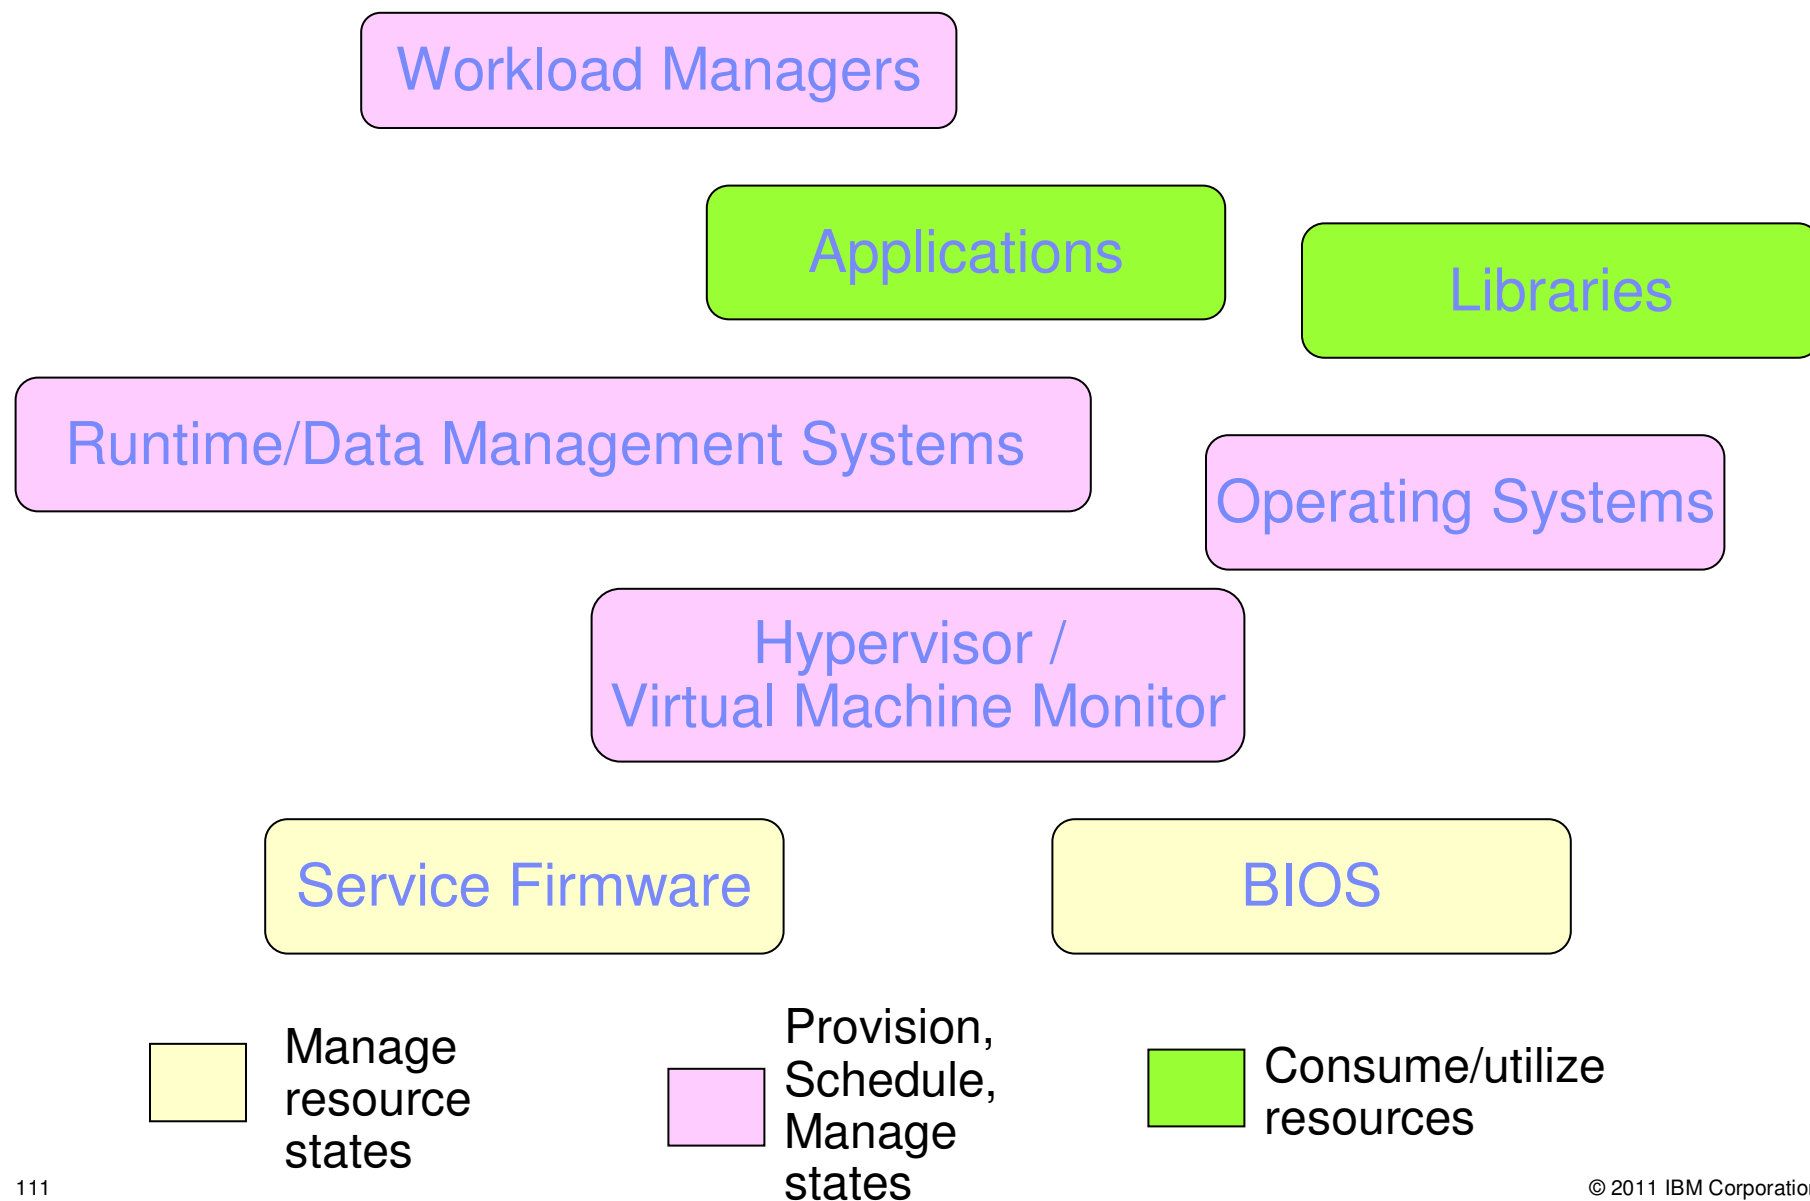 Workload Managers
Applications
Libraries
Runtime/Data Management Systems
Operating Systems
Hypervisor /
Virtual Machine Monitor
Service Firmware
BIOS
Manage
resource
states
Provision,
Schedule,
Manage
states
Consume/utilize
resources
111
© 2011 IBM Corporation